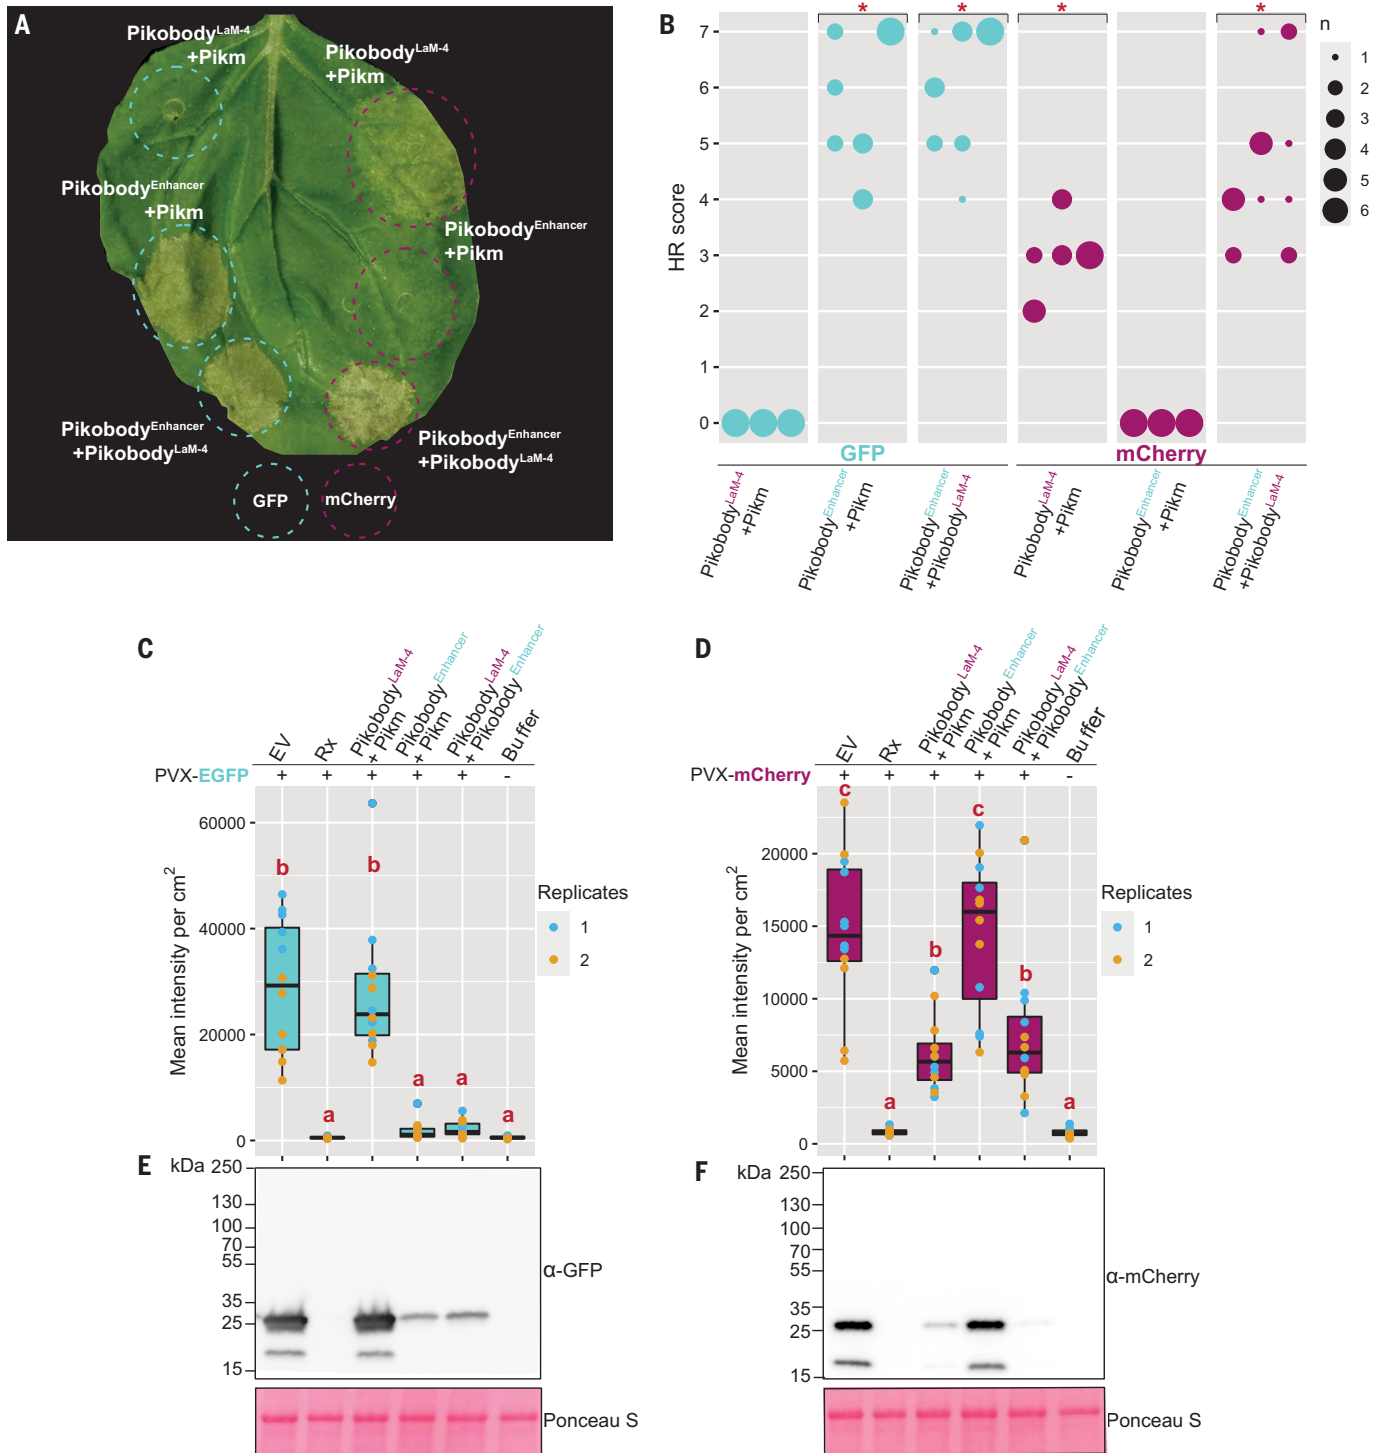 A
Pikobody^LaM-4
+Pikm
Pikobody^LaM-4
+Pikm
Pikobody^Enhancer
+Pikm
Pikobody^Enhancer
+Pikm
Pikobody^Enhancer
+Pikobody^LaM-4
Pikobody^Enhancer
+Pikobody^LaM-4
GFP
mCherry
B
* * * *
HR score
7
6
5
4
3
2
1
0
n
1
2
3
4
5
6
GFP
mCherry
Pikobody^LaM-4
+Pikm
Pikobody^Enhancer
+Pikm
Pikobody^Enhancer
+Pikobody^LaM-4
Pikobody^LaM-4
+Pikm
Pikobody^Enhancer
+Pikm
Pikobody^Enhancer
+Pikobody^LaM-4
C
EV
Rx
Pikobody^LaM-4
+ Pikm
Pikobody^Enhancer
+ Pikm
Pikobody^LaM-4
+ Pikobody^Enhancer
Buffer
PVX-EGFP + + + + + -
Mean intensity per cm²
60000
40000
20000
0
b a b a a a
Replicates
1
2
D
EV
Rx
Pikobody^LaM-4
+ Pikm
Pikobody^Enhancer
+ Pikm
Pikobody^LaM-4
+ Pikobody^Enhancer
Buffer
PVX-mCherry + + + + + -
Mean intensity per cm²
20000
15000
10000
5000
0
c a b c b a
Replicates
1
2
E
kDa
250
130
100
70
55
35
25
15
α-GFP
Ponceau S
F
kDa
250
130
100
70
55
35
25
15
α-mCherry
Ponceau S